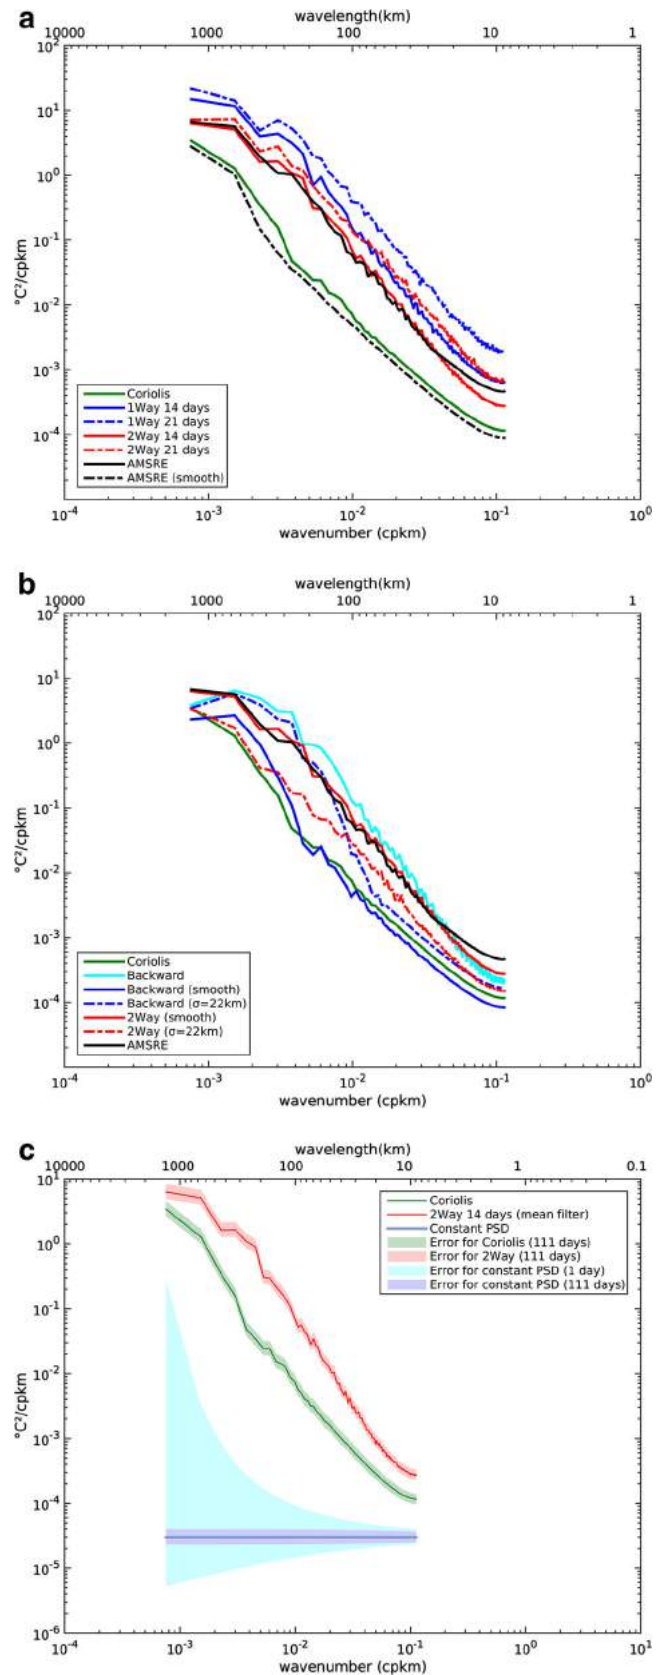 a
wavelength(km)
10000 1000 100 10 1
10²
10¹
10⁰
10⁻¹
10⁻²
10⁻³
10⁻⁴
°C²/cpkm
Coriolis
1Way 14 days
1Way 21 days
2Way 14 days
2Way 21 days
AMSRE
AMSRE (smooth)
10⁻⁴ 10⁻³ 10⁻² 10⁻¹ 10⁰
wavenumber (cpkm)
b
wavelength(km)
10000 1000 100 10 1
10²
10¹
10⁰
10⁻¹
10⁻²
10⁻³
10⁻⁴
°C²/cpkm
Coriolis
Backward
Backward (smooth)
Backward (σ=22km)
2Way (smooth)
2Way (σ=22km)
AMSRE
10⁻⁴ 10⁻³ 10⁻² 10⁻¹ 10⁰
wavenumber (cpkm)
c
wavelength(km)
10000 1000 100 10 1 0.1
10¹
10⁰
10⁻¹
10⁻²
10⁻³
10⁻⁴
10⁻⁵
10⁻⁶
°C²/cpkm
Coriolis
2Way 14 days (mean filter)
Constant PSD
Error for Coriolis (111 days)
Error for 2Way (111 days)
Error for constant PSD (1 day)
Error for constant PSD (111 days)
10⁻⁴ 10⁻³ 10⁻² 10⁻¹ 10⁰ 10¹
wavenumber (cpkm)